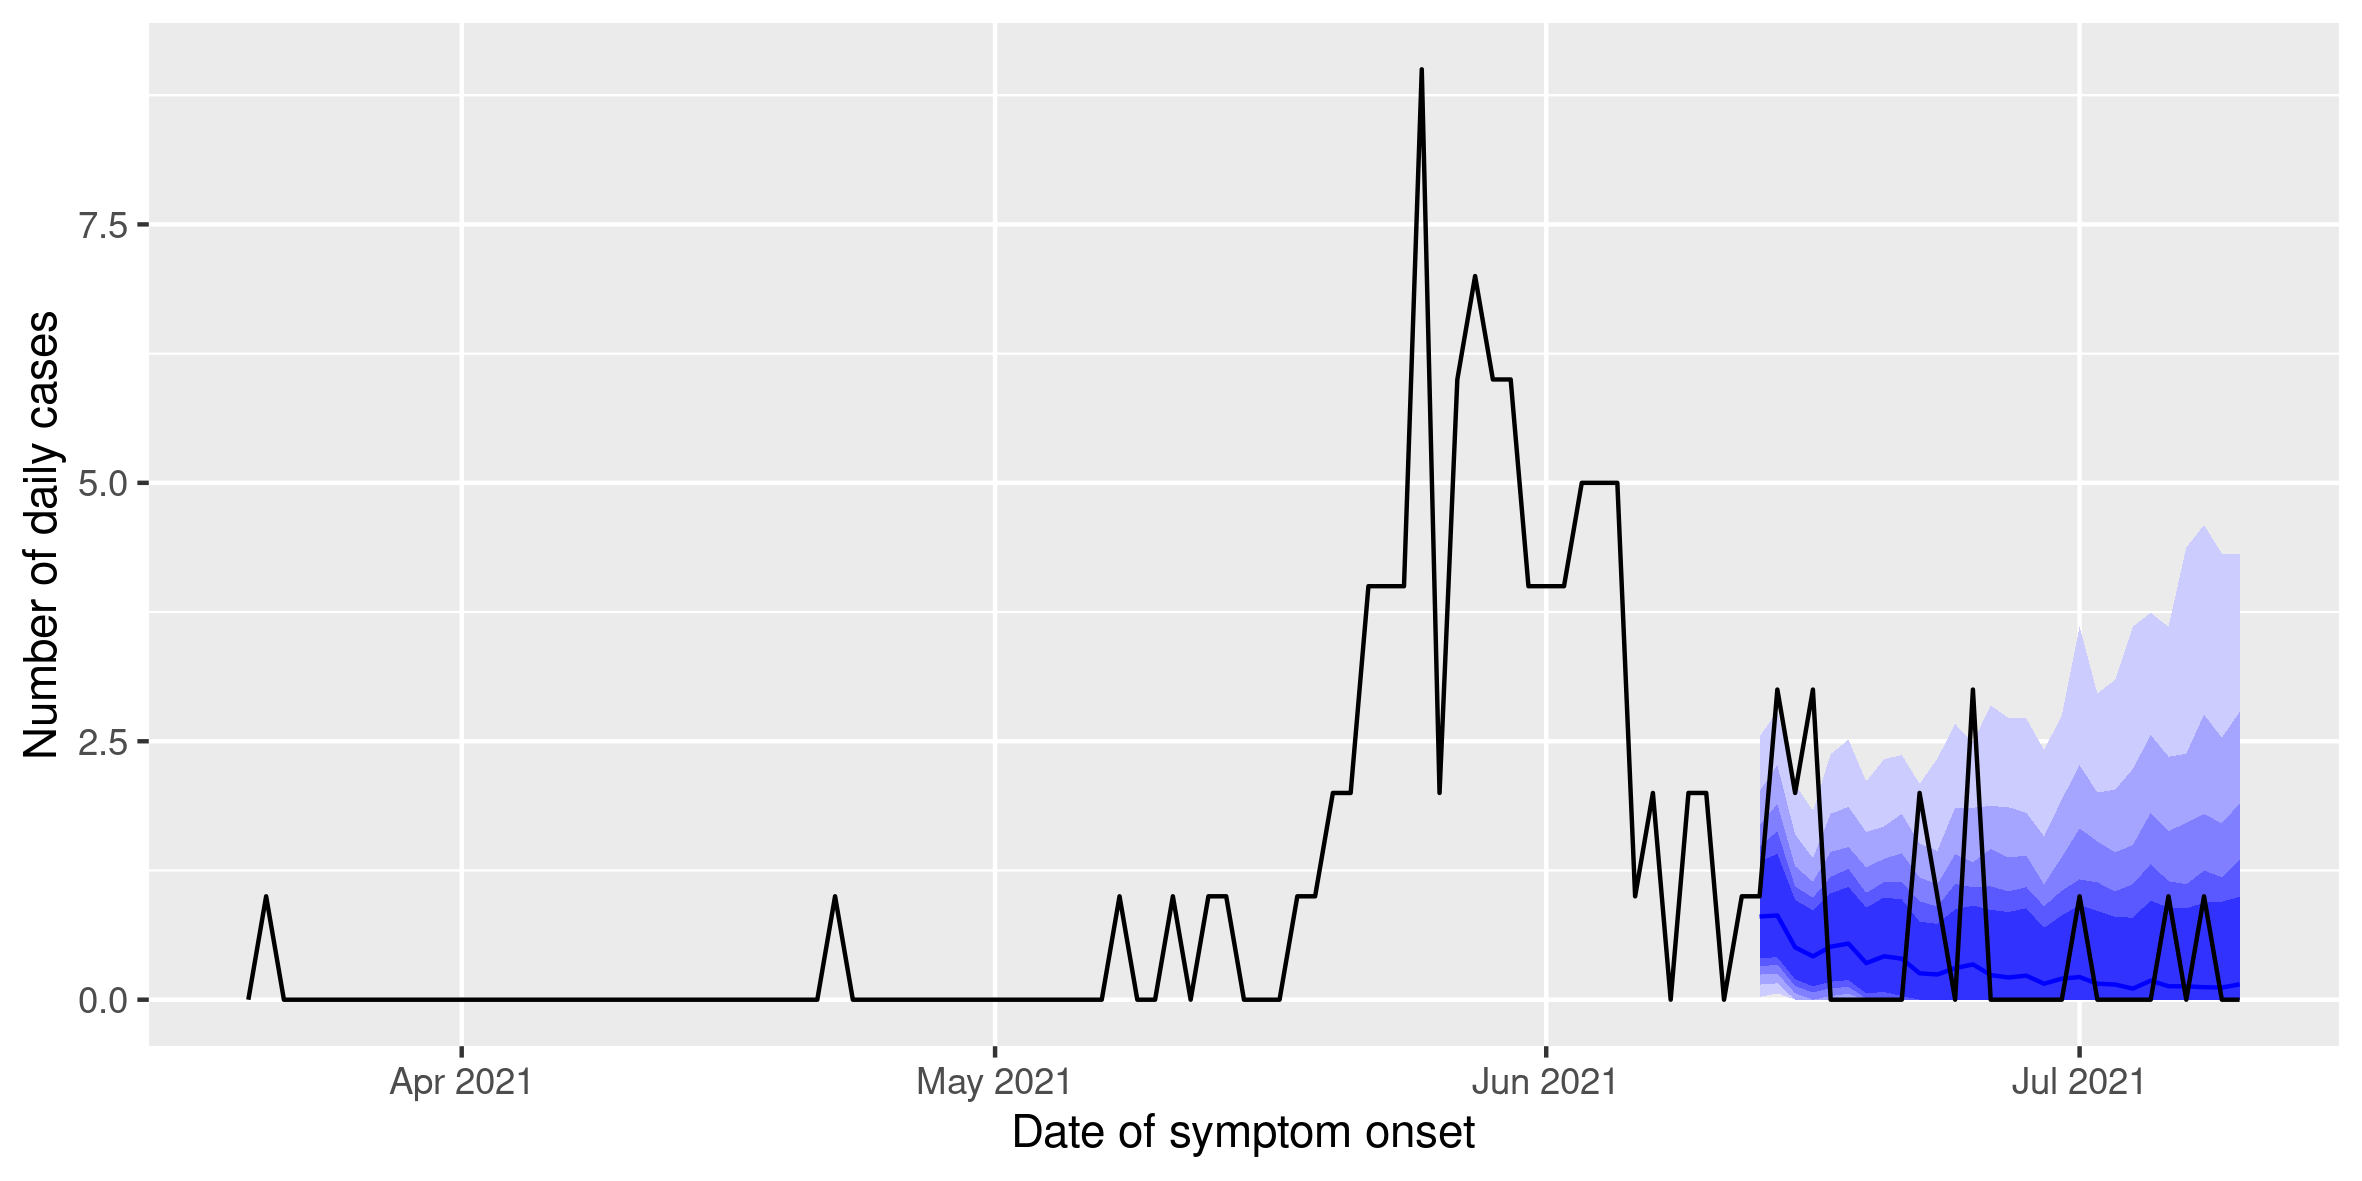 Number of daily cases
7.5
5.0
2.5
0.0
Apr 2021
May 2021
Jun 2021
Jul 2021
Date of symptom onset